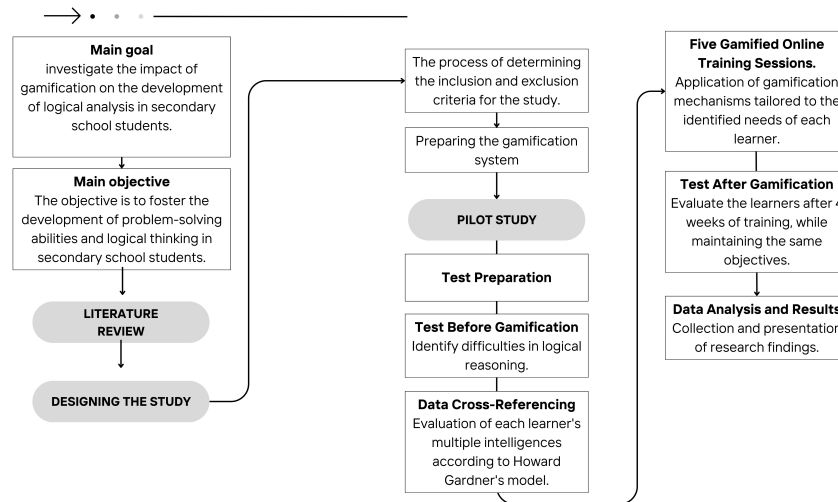 Main goal
investigate the impact of
gamification on the development
of logical analysis in secondary
school students.
Main objective
The objective is to foster the
development of problem-solving
abilities and logical thinking in
secondary school students.
LITERATURE
REVIEW
DESIGNING THE STUDY
The process of determining
the inclusion and exclusion
criteria for the study.
Preparing the gamification
system
PILOT STUDY
Test Preparation
Test Before Gamification
Identify difficulties in logical
reasoning.
Data Cross-Referencing
Evaluation of each learner's
multiple intelligences
according to Howard
Gardner's model.
Five Gamified Online
Training Sessions.
Application of gamification
mechanisms tailored to the
identified needs of each
learner.
Test After Gamification
Evaluate the learners after 4
weeks of training, while
maintaining the same
objectives.
Data Analysis and Results
Collection and presentation
of research findings.